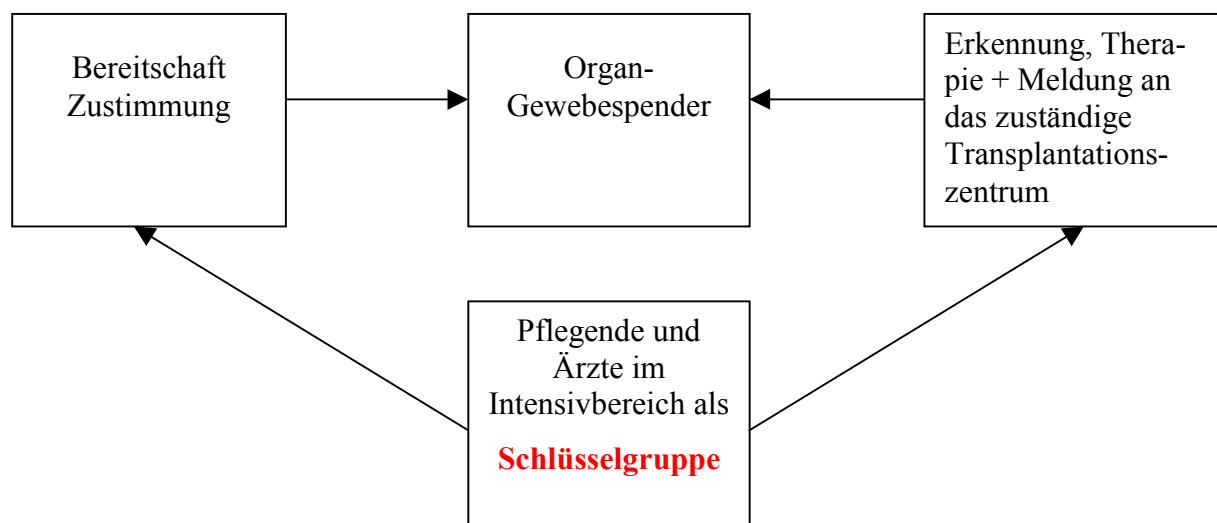 Bereitschaft
Zustimmung
Organ-
Gewebespender
Erkennung, Thera-
pie + Meldung an
das zuständige
Transplantations-
zentrum
Pflegende und
Ärzte im
Intensivbereich als
Schlüsselgruppe